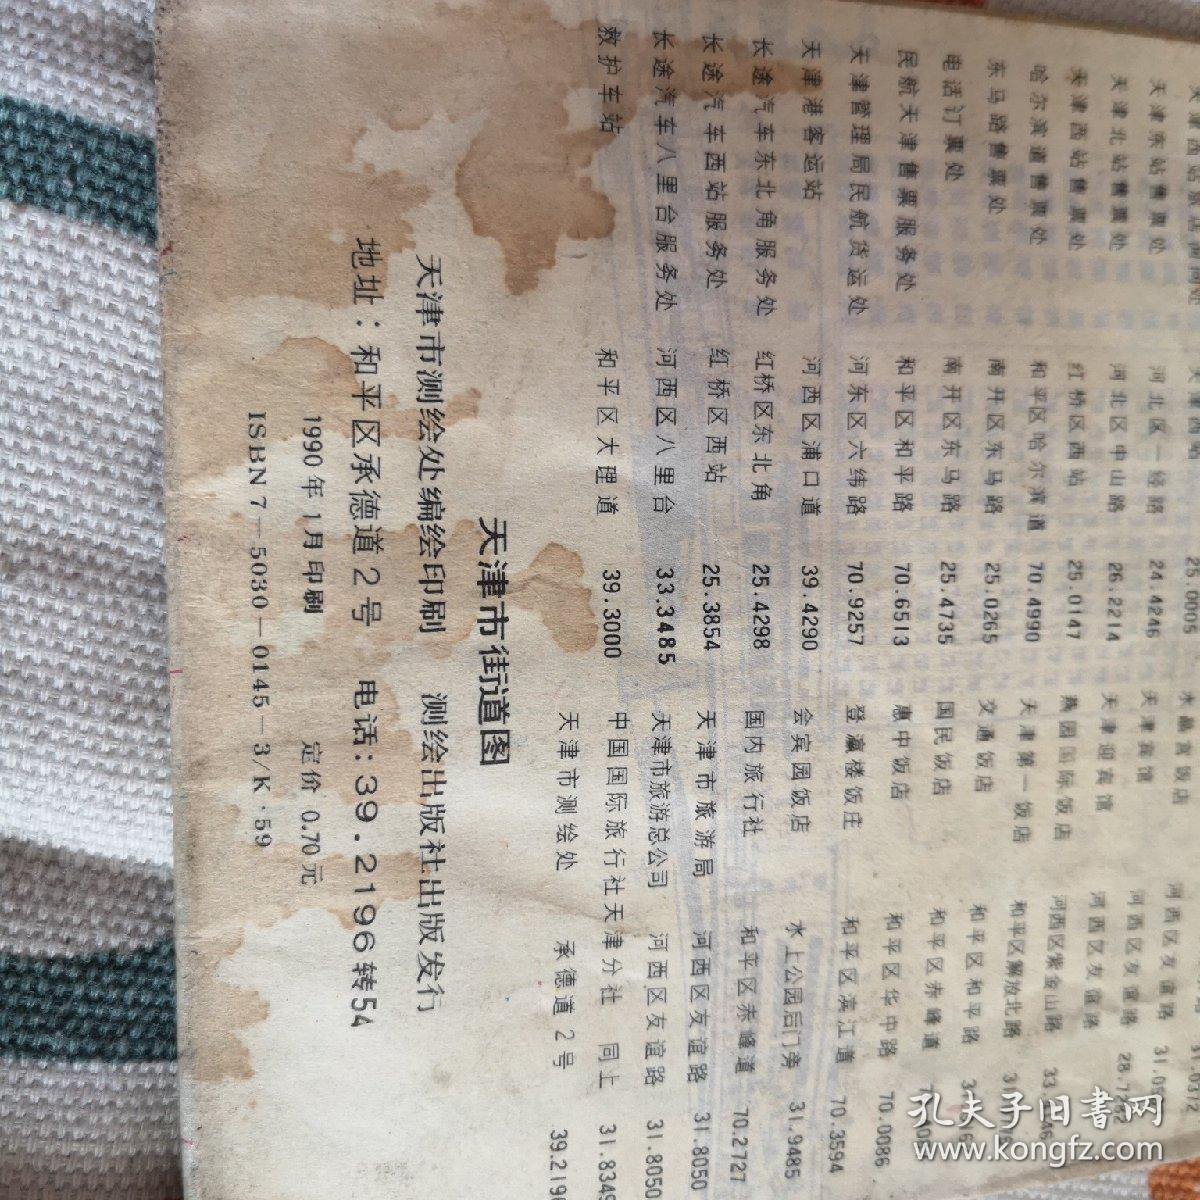 天津东站售票处 河北区一经路 24.4246
天津北站售票处 河北区中山路 26.2214
天津西站售票处 红桥区西站 25.0147
哈尔滨道售票处 和平区哈尔滨道 70.4990
东马路售票处 南开区东马路 25.0265
电话订票处 南开区东马路 25.4735
民航天津售票服务处 和平区和平路 70.6513
天津管理局民航货运处 河东区六纬路 70.9257
天津港客运站 河西区浦口道 39.4290
长途汽车东北角服务处 红桥区东北角 25.4298
长途汽车西站服务处 红桥区西站 25.3854
长途汽车八里台服务处 河西区八里台 33.3485
救护车站 和平区大理道 39.3000
水晶宫饭店 河西区友谊路
天津宾馆 河西区友谊路
天津迎宾馆 河西区友谊路
燕园国际饭店 河西区紫金山路
天津第一饭店 和平区解放北路
交通饭店 和平区和平路
国民饭店 和平区赤峰道
惠中饭店 和平区华中路 70.0086
登瀛楼饭庄 和平区滨江道 70.3594
会宾园饭店 水上公园后门旁 31.9485
国内旅行社 和平区赤峰道 70.2727
天津市旅游局 河西区友谊路 31.8050
天津市旅游总公司 河西区友谊路 31.8050
中国国际旅行社天津分社 同上 31.8349
天津市测绘处 承德道2号 39.2196
天津市街道图
天津市测绘处编绘印刷 测绘出版社出版发行
地址：和平区承德道2号 电话：39.2196转54
1990年1月印刷 定价 0.70元
ISBN7—5030—0145—3/K·59
孔夫子旧书网
www.kongfz.com